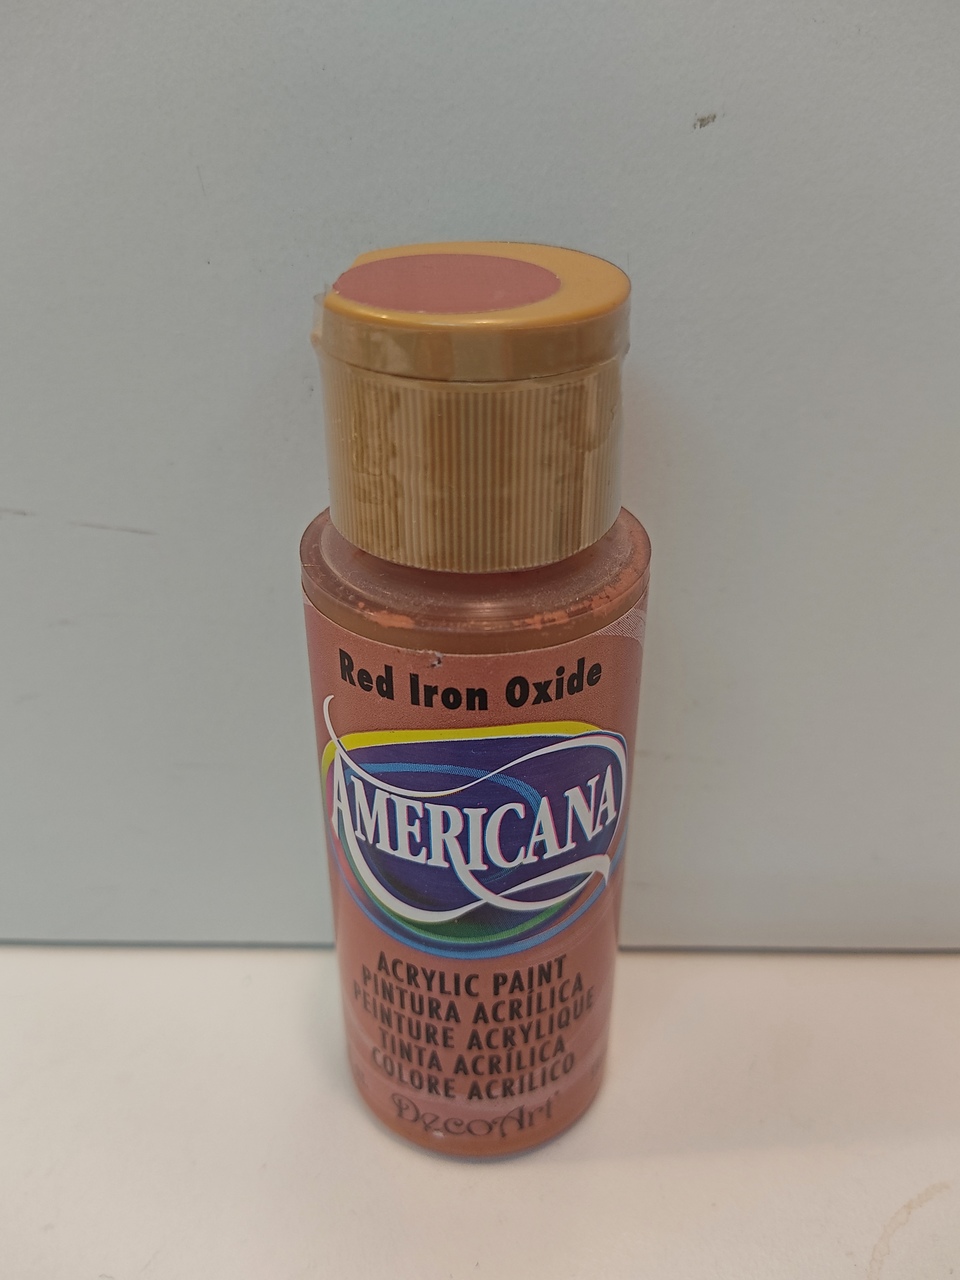 Red Iron Oxide
AMERICANA
ACRYLIC PAINT
PINTURA ACRÍLICA
PEINTURE ACRYLIQUE
TINTA ACRÍLICA
COLORE ACRILICO
DecoArt